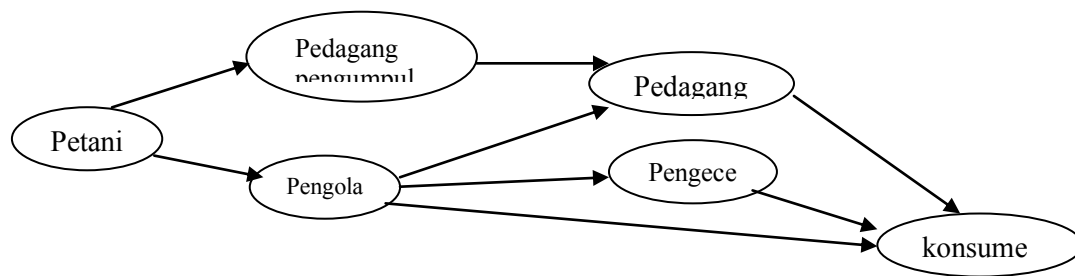 Pedagang
pengumpul
Pedagang
Petani
Pengola
Pengece
konsume